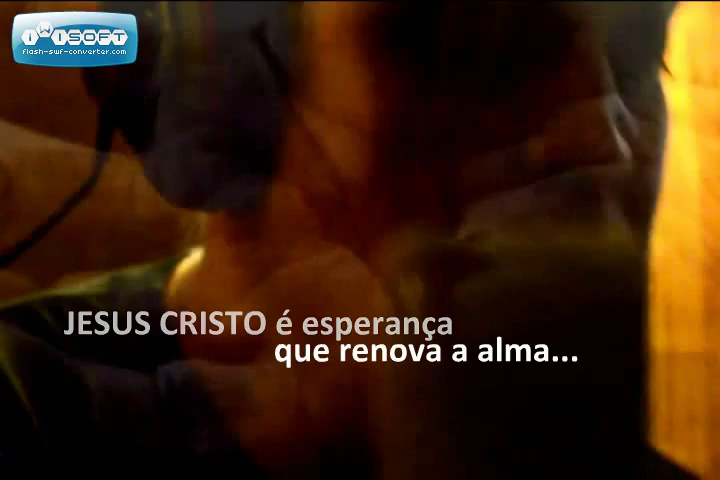 iWiSOFT
flash-swf-converter.com
JESUS CRISTO é esperança
que renova a alma...